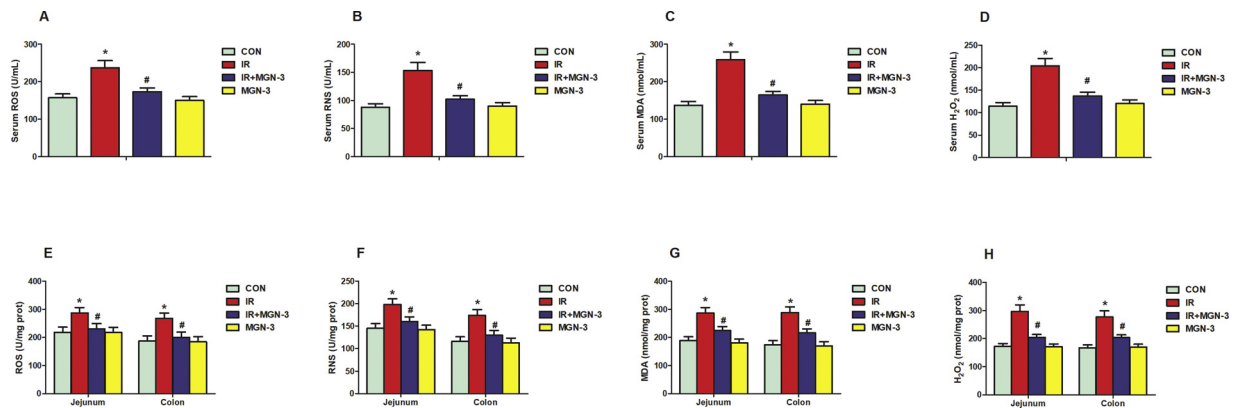 A
Serum ROS (U/mL)
300
200
100
0
*
#
CON
IR
IR+MGN-3
MGN-3
B
Serum RNS (U/mL)
200
150
100
50
0
*
#
CON
IR
IR+MGN-3
MGN-3
C
Serum MDA (nmol/mL)
300
200
100
0
*
#
CON
IR
IR+MGN-3
MGN-3
D
Serum H2O2 (nmol/mL)
250
200
150
100
50
0
*
#
CON
IR
IR+MGN-3
MGN-3
E
ROS (U/mg prot)
400
300
200
100
0
*
#
*
#
Jejunum
Colon
CON
IR
IR+MGN-3
MGN-3
F
RNS (U/mg prot)
250
200
150
100
50
0
*
#
*
#
Jejunum
Colon
CON
IR
IR+MGN-3
MGN-3
G
MDA (nmol/mg prot)
400
300
200
100
0
*
#
*
#
Jejunum
Colon
CON
IR
IR+MGN-3
MGN-3
H
H2O2 (nmol/mg prot)
400
300
200
100
0
*
#
*
#
Jejunum
Colon
CON
IR
IR+MGN-3
MGN-3